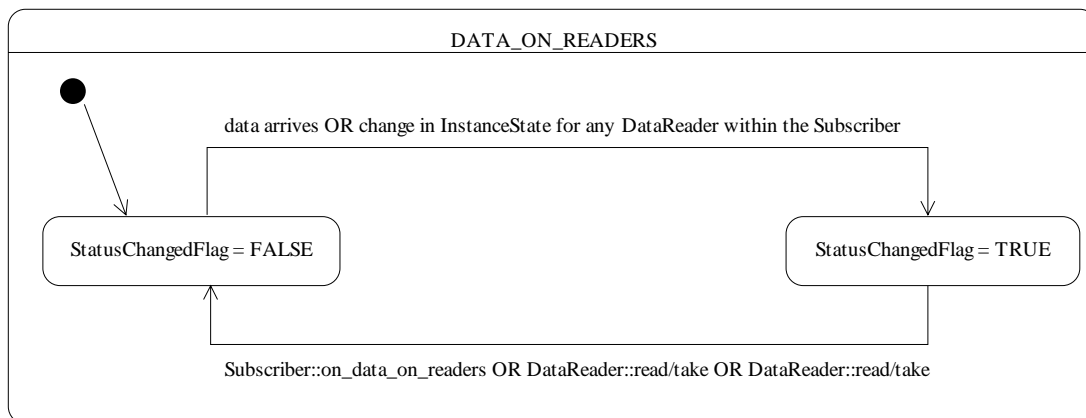 DATA_ON_READERS
data arrives OR change in InstanceState for any DataReader within the Subscriber
StatusChangedFlag = FALSE
StatusChangedFlag = TRUE
Subscriber::on_data_on_readers OR DataReader::read/take OR DataReader::read/take